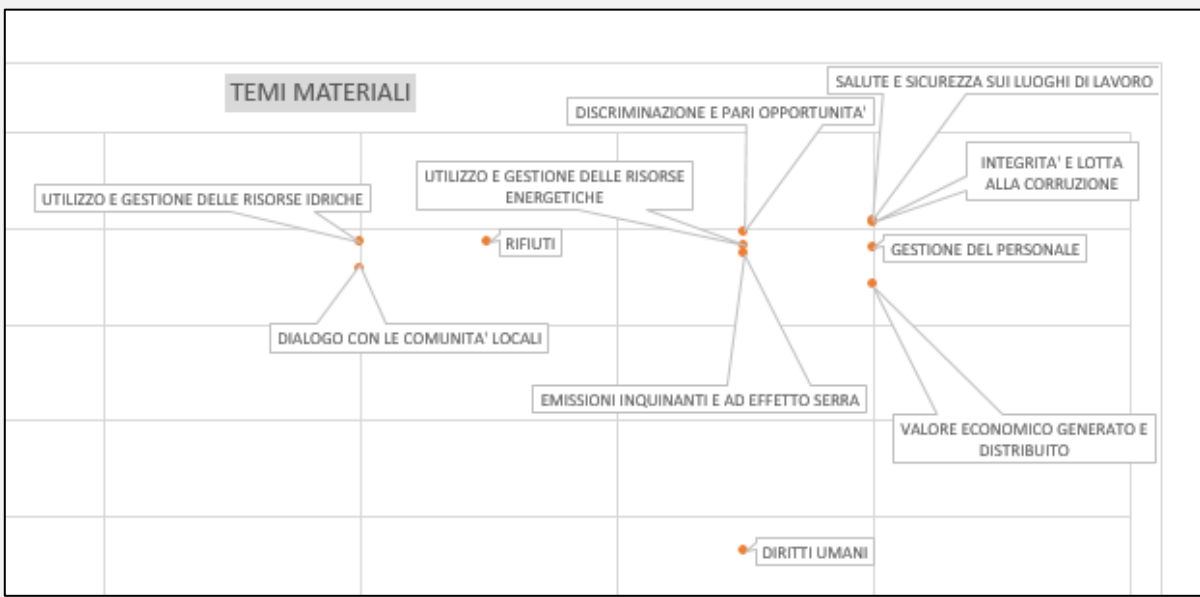 TEMI MATERIALI
SALUTE E SICUREZZA SUI LUOGHI DI LAVORO
DISCRIMINAZIONE E PARI OPPORTUNITA'
INTEGRITA' E LOTTA
ALLA CORRUZIONE
UTILIZZO E GESTIONE DELLE RISORSE
ENERGETICHE
UTILIZZO E GESTIONE DELLE RISORSE IDRICHE
RIFIUTI
GESTIONE DEL PERSONALE
DIALOGO CON LE COMUNITA' LOCALI
EMISSIONI INQUINANTI E AD EFFETTO SERRA
VALORE ECONOMICO GENERATO E
DISTRIBUITO
DIRITTI UMANI